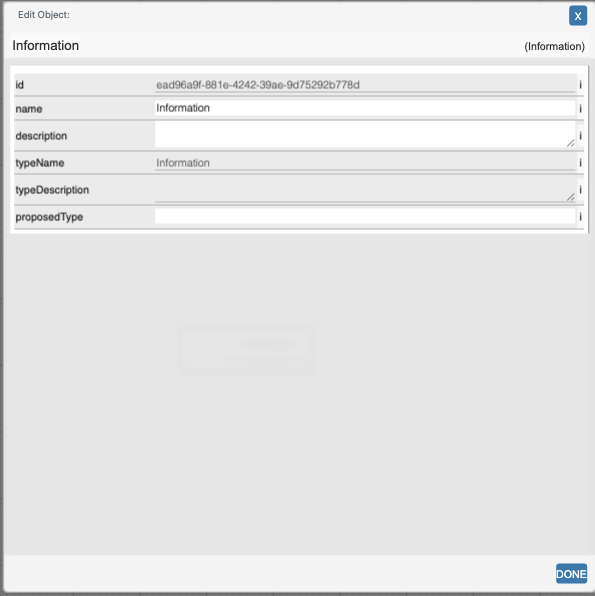 Edit Object:
X
Information
(Information)
id ead96a9f-881e-4242-39ae-9d75292b778d i
name Information i
description i
typeName Information i
typeDescription i
proposedType i
DONE